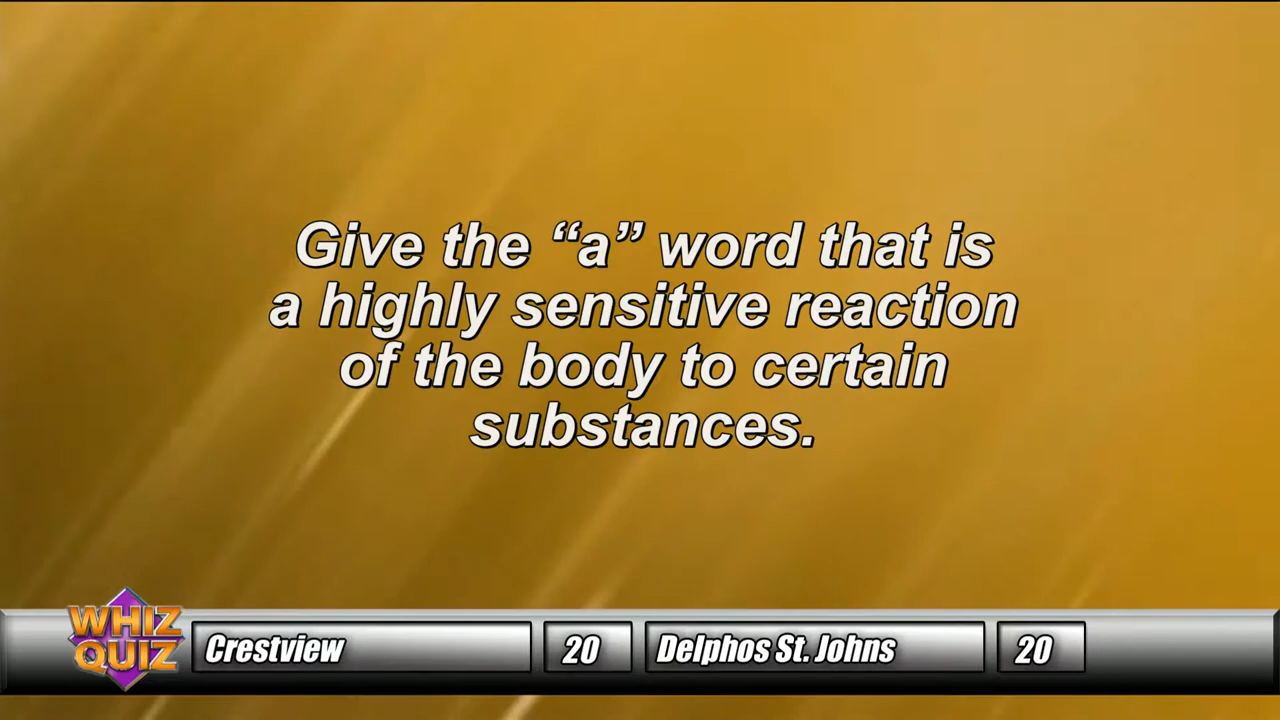 Give the “a” word that is
a highly sensitive reaction
of the body to certain
substances.
WHIZ
QUIZ
Crestview
20
Delphos St. Johns
20